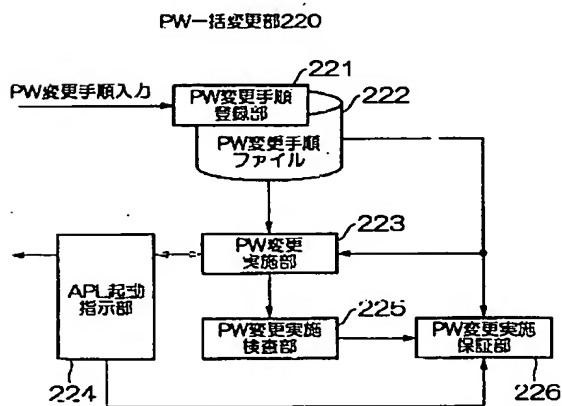 PW一括変更部220
221
PW変更手順入力
PW変更手順
登録部
222
PW変更手順
ファイル
223
PW変更
実施部
APL起動
指示部
225
PW変更実施
検査部
PW変更実施
保証部
224
226